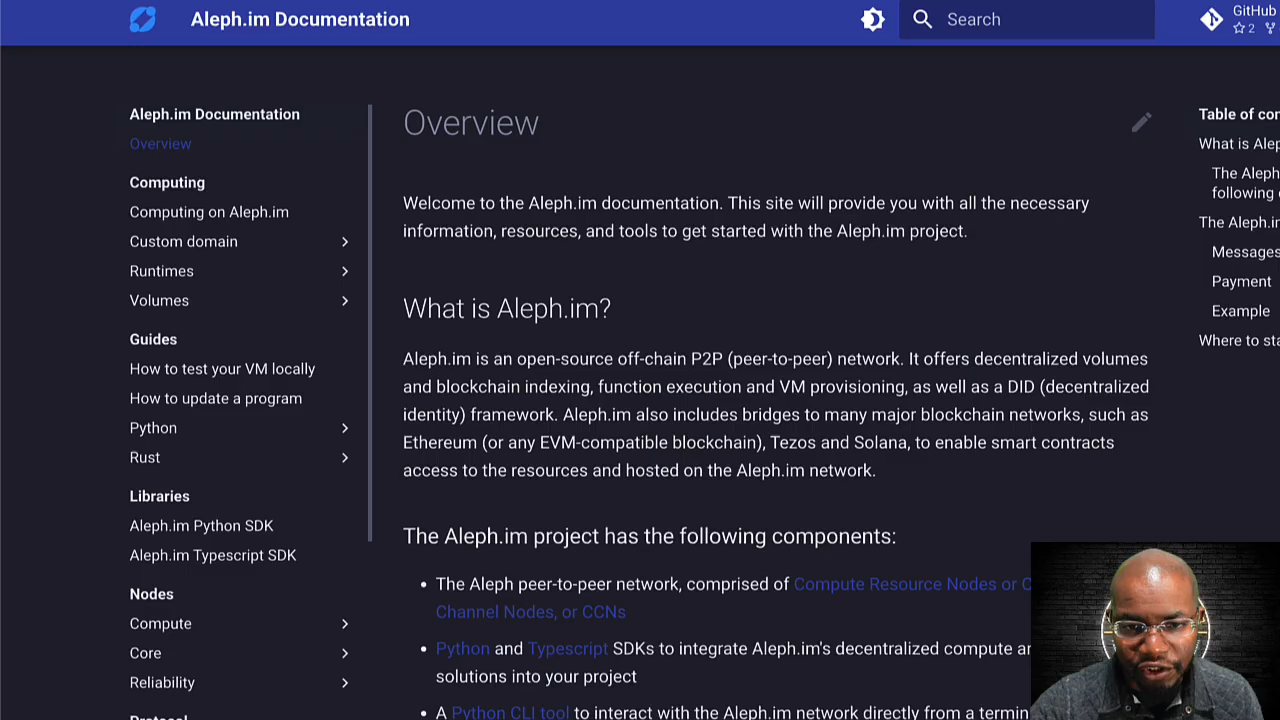 Aleph.im Documentation
Search
GitHub
2
Aleph.im Documentation
Overview
Computing
Computing on Aleph.im
Custom domain
Runtimes
Volumes
Guides
How to test your VM locally
How to update a program
Python
Rust
Libraries
Aleph.im Python SDK
Aleph.im Typescript SDK
Nodes
Compute
Core
Reliability
Protocol
Overview
Welcome to the Aleph.im documentation. This site will provide you with all the necessary
information, resources, and tools to get started with the Aleph.im project.
What is Aleph.im?
Aleph.im is an open-source off-chain P2P (peer-to-peer) network. It offers decentralized volumes
and blockchain indexing, function execution and VM provisioning, as well as a DID (decentralized
identity) framework. Aleph.im also includes bridges to many major blockchain networks, such as
Ethereum (or any EVM-compatible blockchain), Tezos and Solana, to enable smart contracts
access to the resources and hosted on the Aleph.im network.
The Aleph.im project has the following components:
• The Aleph peer-to-peer network, comprised of Compute Resource Nodes or C
Channel Nodes, or CCNs
• Python and Typescript SDKs to integrate Aleph.im's decentralized compute
solutions into your project
• A Python CLI tool to interact with the Aleph.im network directly from a
Table of
What is
The Aleph
following
The
Messages
Payment
Example
Where to